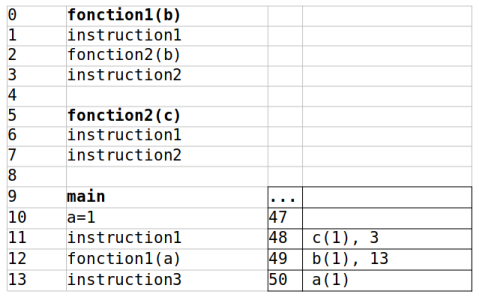 0 fonction1(b)
1 instruction1
2 fonction2(b)
3 instruction2
4
5 fonction2(c)
6 instruction1
7 instruction2
8
9 main ...
10 a=1 47
11 instruction1 48 c(1), 3
12 fonction1(a) 49 b(1), 13
13 instruction3 50 a(1)